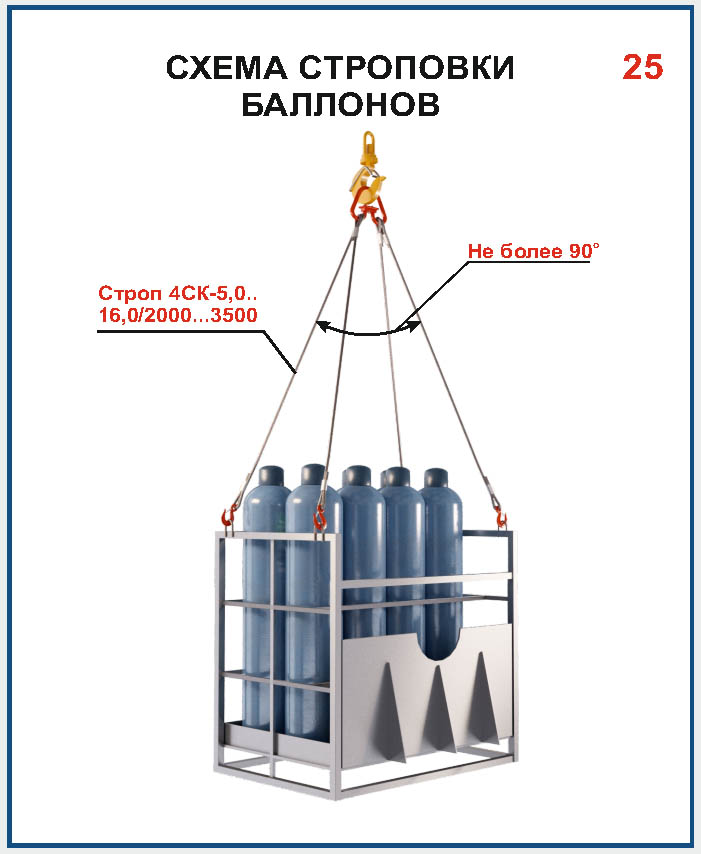 СХЕМА СТРОПОВКИ
25
БАЛЛОНОВ
Не более 90°
Строп 4СК-5,0..
16,0/2000...3500